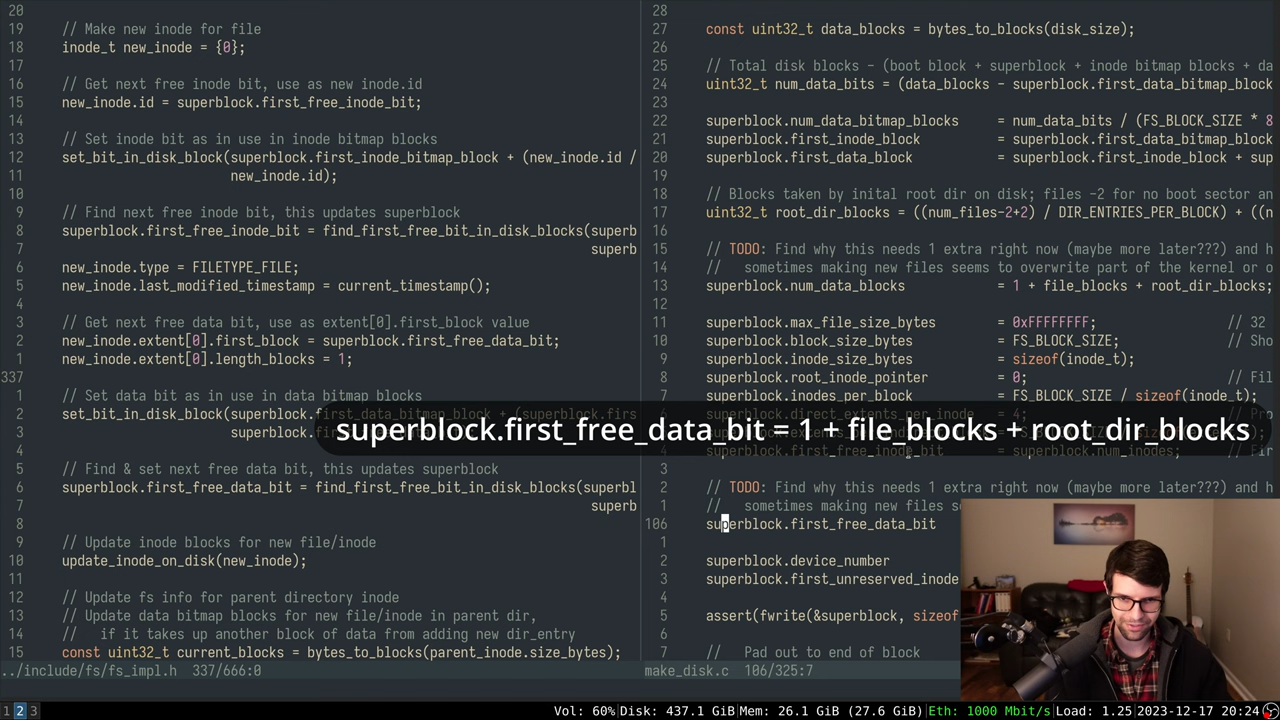 20
19 // Make new inode for file
18 inode_t new_inode = {0};
17
16 // Get next free inode bit, use as new inode.id
15 new_inode.id = superblock.first_free_inode_bit;
14
13 // Set inode bit as in use in inode bitmap blocks
12 set_bit_in_disk_block(superblock.first_inode_bitmap_block + (new_inode.id /
11 new_inode.id);
10
9 // Find next free inode bit, this updates superblock
8 superblock.first_free_inode_bit = find_first_free_bit_in_disk_blocks(superb
7 superb
6 new_inode.type = FILETYPE_FILE;
5 new_inode.last_modified_timestamp = current_timestamp();
4
3 // Get next free data bit, use as extent[0].first_block value
2 new_inode.extent[0].first_block = superblock.first_free_data_bit;
1 new_inode.extent[0].length_blocks = 1;
337
1 // Set data bit as in use in data bitmap blocks
2 set_bit_in_disk_block(superblock.first_data_bitmap_block + (superblock.firs
3 superblock.fi
4
5 // Find & set next free data bit, this updates superblock
6 superblock.first_free_data_bit = find_first_free_bit_in_disk_blocks(superbl
7 superb
8
9 // Update inode blocks for new file/inode
10 update_inode_on_disk(new_inode);
11
12 // Update fs info for parent directory inode
13 // Update data bitmap blocks for new file/inode in parent dir,
14 // if it takes up another block of data from adding new dir_entry
15 const uint32_t current_blocks = bytes_to_blocks(parent_inode.size_bytes);
../include/fs/fs_impl.h 337/666:0
28
27 const uint32_t data_blocks = bytes_to_blocks(disk_size);
26
25 // Total disk blocks - (boot block + superblock + inode bitmap blocks + da
24 uint32_t num_data_bits = (data_blocks - superblock.first_data_bitmap_block
23
22 superblock.num_data_bitmap_blocks = num_data_bits / (FS_BLOCK_SIZE * 8
21 superblock.first_inode_block = superblock.first_data_bitmap_block
20 superblock.first_data_block = superblock.first_inode_block + sup
19
18 // Blocks taken by inital root dir on disk; files -2 for no boot sector an
17 uint32_t root_dir_blocks = ((num_files-2+2) / DIR_ENTRIES_PER_BLOCK) + ((n
16
15 // TODO: Find why this needs 1 extra right now (maybe more later???) and h
14 // sometimes making new files seems to overwrite part of the kernel or o
13 superblock.num_data_blocks = 1 + file_blocks + root_dir_blocks;
12
11 superblock.max_file_size_bytes = 0xFFFFFFFF; // 32
10 superblock.block_size_bytes = FS_BLOCK_SIZE; // Sho
9 superblock.inode_size_bytes = sizeof(inode_t);
8 superblock.root_inode_pointer = 0; // Fil
7 superblock.inodes_per_block = FS_BLOCK_SIZE / sizeof(inode_t);
6 superblock.direct_extents_per_inode = 4; // Pro
superblock.first_free_data_bit = 1 + file_blocks + root_dir_blocks
4 superblock.first_free_inode_bit = superblock.num_inodes; // Fir
3
2 // TODO: Find why this needs 1 extra right now (maybe more later???) and h
1 // sometimes making new files s
106 superblock.first_free_data_bit
1
2 superblock.device_number
3 superblock.first_unreserved_inode
4
5 assert(fwrite(&superblock, sizeof
6
7 // Pad out to end of block
make_disk.c 106/325:7
1 2 3 Vol: 60% Disk: 437.1 GB Mem: 26.1 GB (27.6 GB) Eth: 1000 Mbit/s Load: 1.25 2023-12-17 20:24